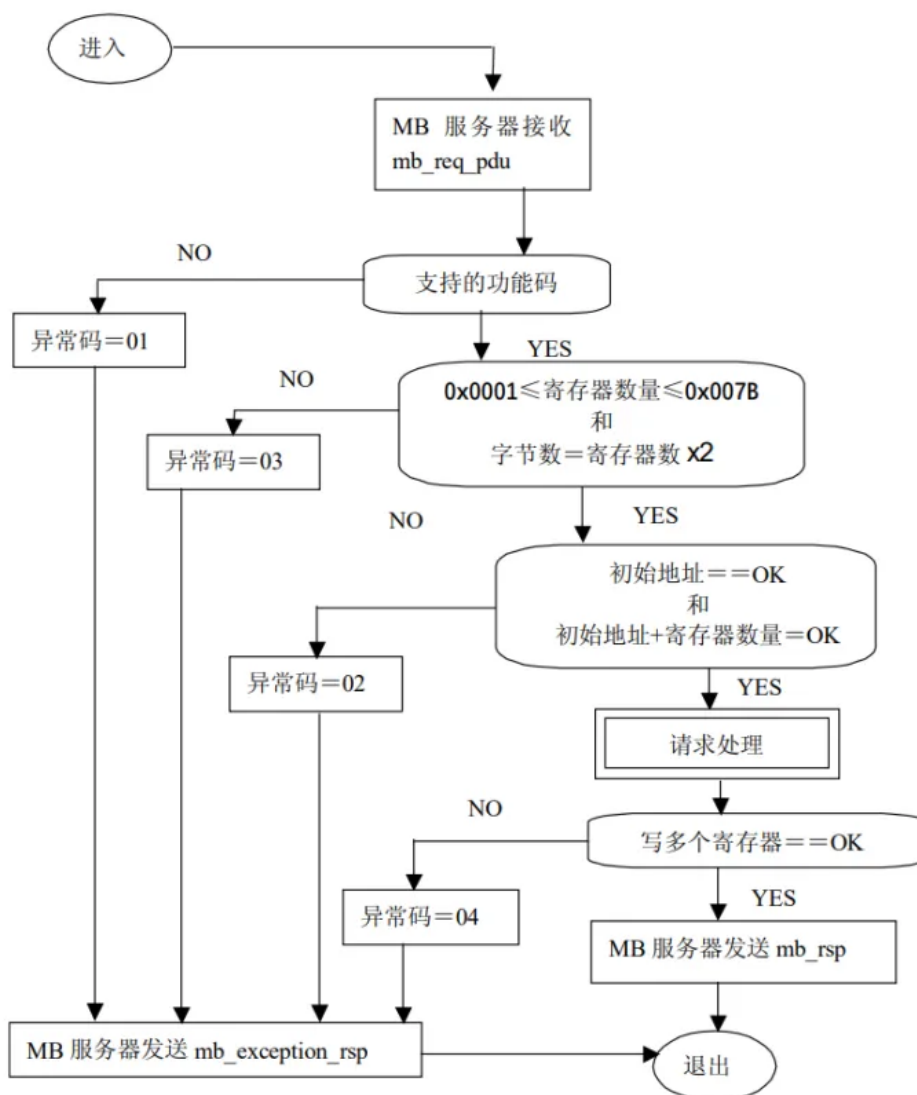 进入
MB 服务器接收
mb_req_pdu
NO
支持的功能码
异常码＝01
YES
NO
0x0001≤寄存器数量≤0x007B
和
字节数＝寄存器数 x2
异常码＝03
NO
YES
初始地址＝＝OK
和
初始地址+寄存器数量＝OK
异常码＝02
YES
请求处理
NO
写多个寄存器＝＝OK
异常码＝04
YES
MB 服务器发送 mb_rsp
MB 服务器发送 mb_exception_rsp
退出